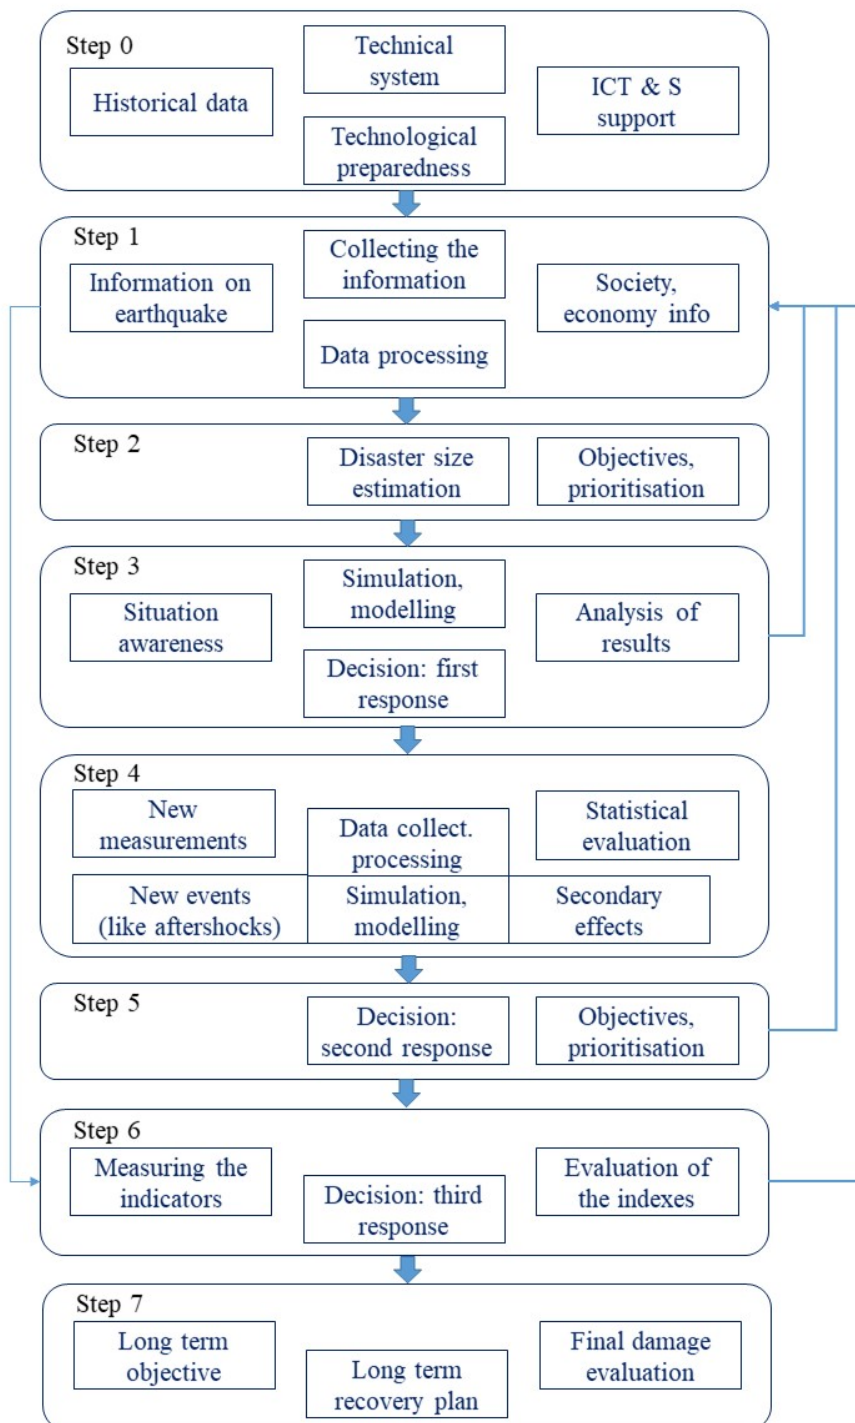 Step 0
Technical
system
Historical data
ICT & S
support
Technological
preparedness
Step 1
Collecting the
information
Information on
earthquake
Society,
economy info
Data processing
Step 2
Disaster size
estimation
Objectives,
prioritisation
Step 3
Simulation,
modelling
Situation
awareness
Analysis of
results
Decision: first
response
Step 4
New
measurements
Data collect.
processing
Statistical
evaluation
New events
(like aftershocks)
Simulation,
modelling
Secondary
effects
Step 5
Decision:
second response
Objectives,
prioritisation
Step 6
Measuring the
indicators
Decision: third
response
Evaluation of
the indexes
Step 7
Long term
objective
Long term
recovery plan
Final damage
evaluation